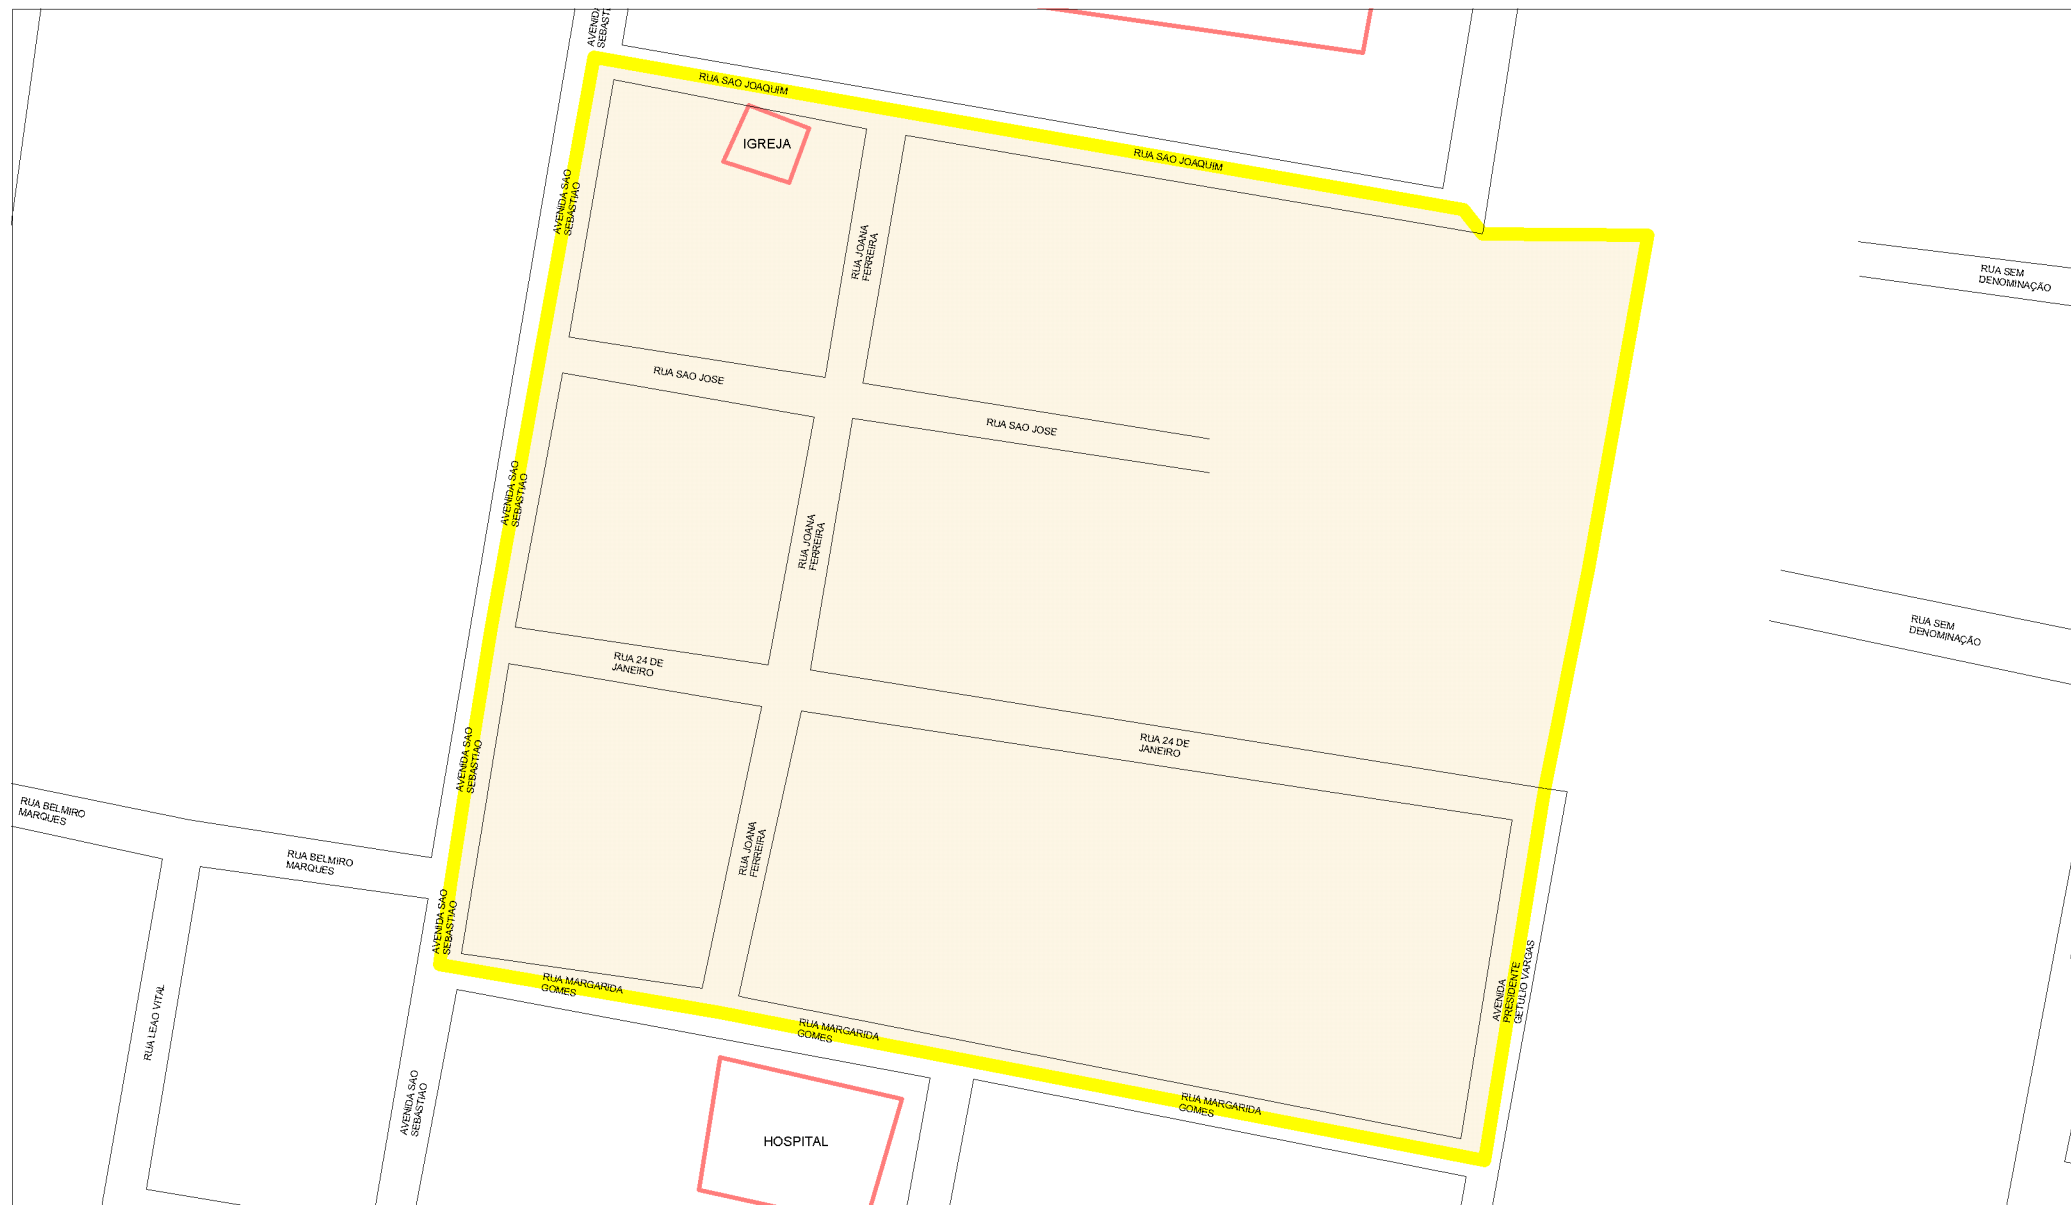 AVENIDA
SEBASTI
RUA SAO JOAQUIM
RUA SAO JOAQUIM
IGREJA
AVENIDA SAO
SEBASTIAO
RUA JOANA
FERREIRA
RUA SEM
DENOMINAÇÃO
RUA SAO JOSE
RUA SAO JOSE
AVENIDA SAO
SEBASTIAO
RUA JOANA
FERREIRA
RUA SEM
DENOMINAÇÃO
RUA 24 DE
JANEIRO
RUA 24 DE
JANEIRO
AVENIDA SAO
SEBASTIAO
RUA BELMIRO
MARQUES
RUA BELMIRO
MARQUES
RUA JOANA
FERREIRA
AVENIDA SAO
SEBASTIAO
RUA MARGARIDA
GOMES
AVENIDA
PRESIDENTE
GETULIO VARGAS
RUA LEAO VITAL
RUA MARGARIDA
GOMES
AVENIDA SAO
SEBASTIAO
RUA MARGARIDA
GOMES
HOSPITAL